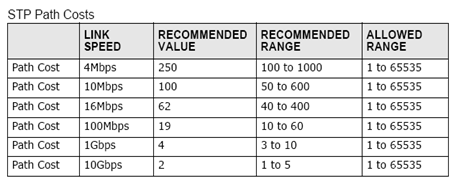 STP Path Costs
LINK SPEED RECOMMENDED VALUE RECOMMENDED RANGE ALLOWED RANGE
Path Cost 4Mbps 250 100 to 1000 1 to 65535
Path Cost 10Mbps 100 50 to 600 1 to 65535
Path Cost 16Mbps 62 40 to 400 1 to 65535
Path Cost 100Mbps 19 10 to 60 1 to 65535
Path Cost 1Gbps 4 3 to 10 1 to 65535
Path Cost 10Gbps 2 1 to 5 1 to 65535